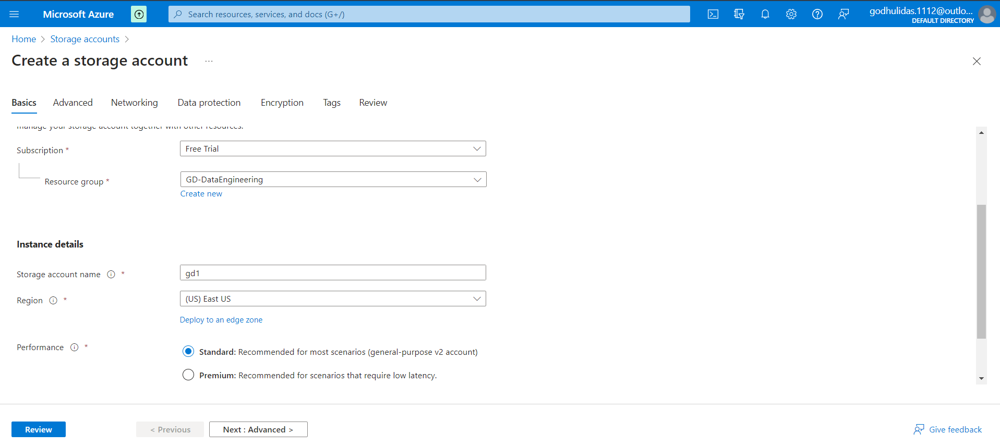 Microsoft Azure
Search resources, services, and docs (G+/)
godhulidas.1112@outlo...
DEFAULT DIRECTORY
Home > Storage accounts >
Create a storage account ...
Basics Advanced Networking Data protection Encryption Tags Review
manage your storage account together with other resources.
Subscription * Free Trial
Resource group * GD-DataEngineering
Create new
Instance details
Storage account name * gd1
Region * (US) East US
Deploy to an edge zone
Performance * Standard: Recommended for most scenarios (general-purpose v2 account)
Premium: Recommended for scenarios that require low latency.
Review < Previous Next : Advanced > Give feedback